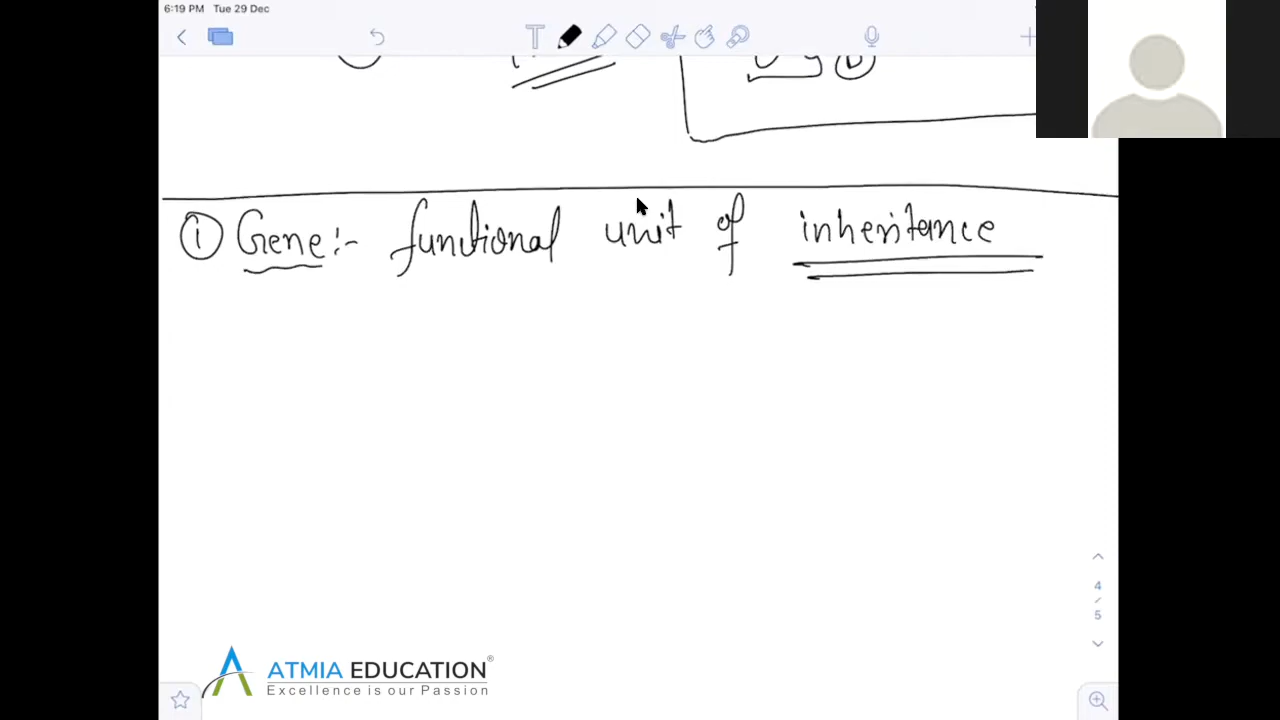 6:19 PM Tue 29 Dec
① Gene:- functional unit of inheritance
4
5
ATMIA EDUCATION®
Excellence is our Passion